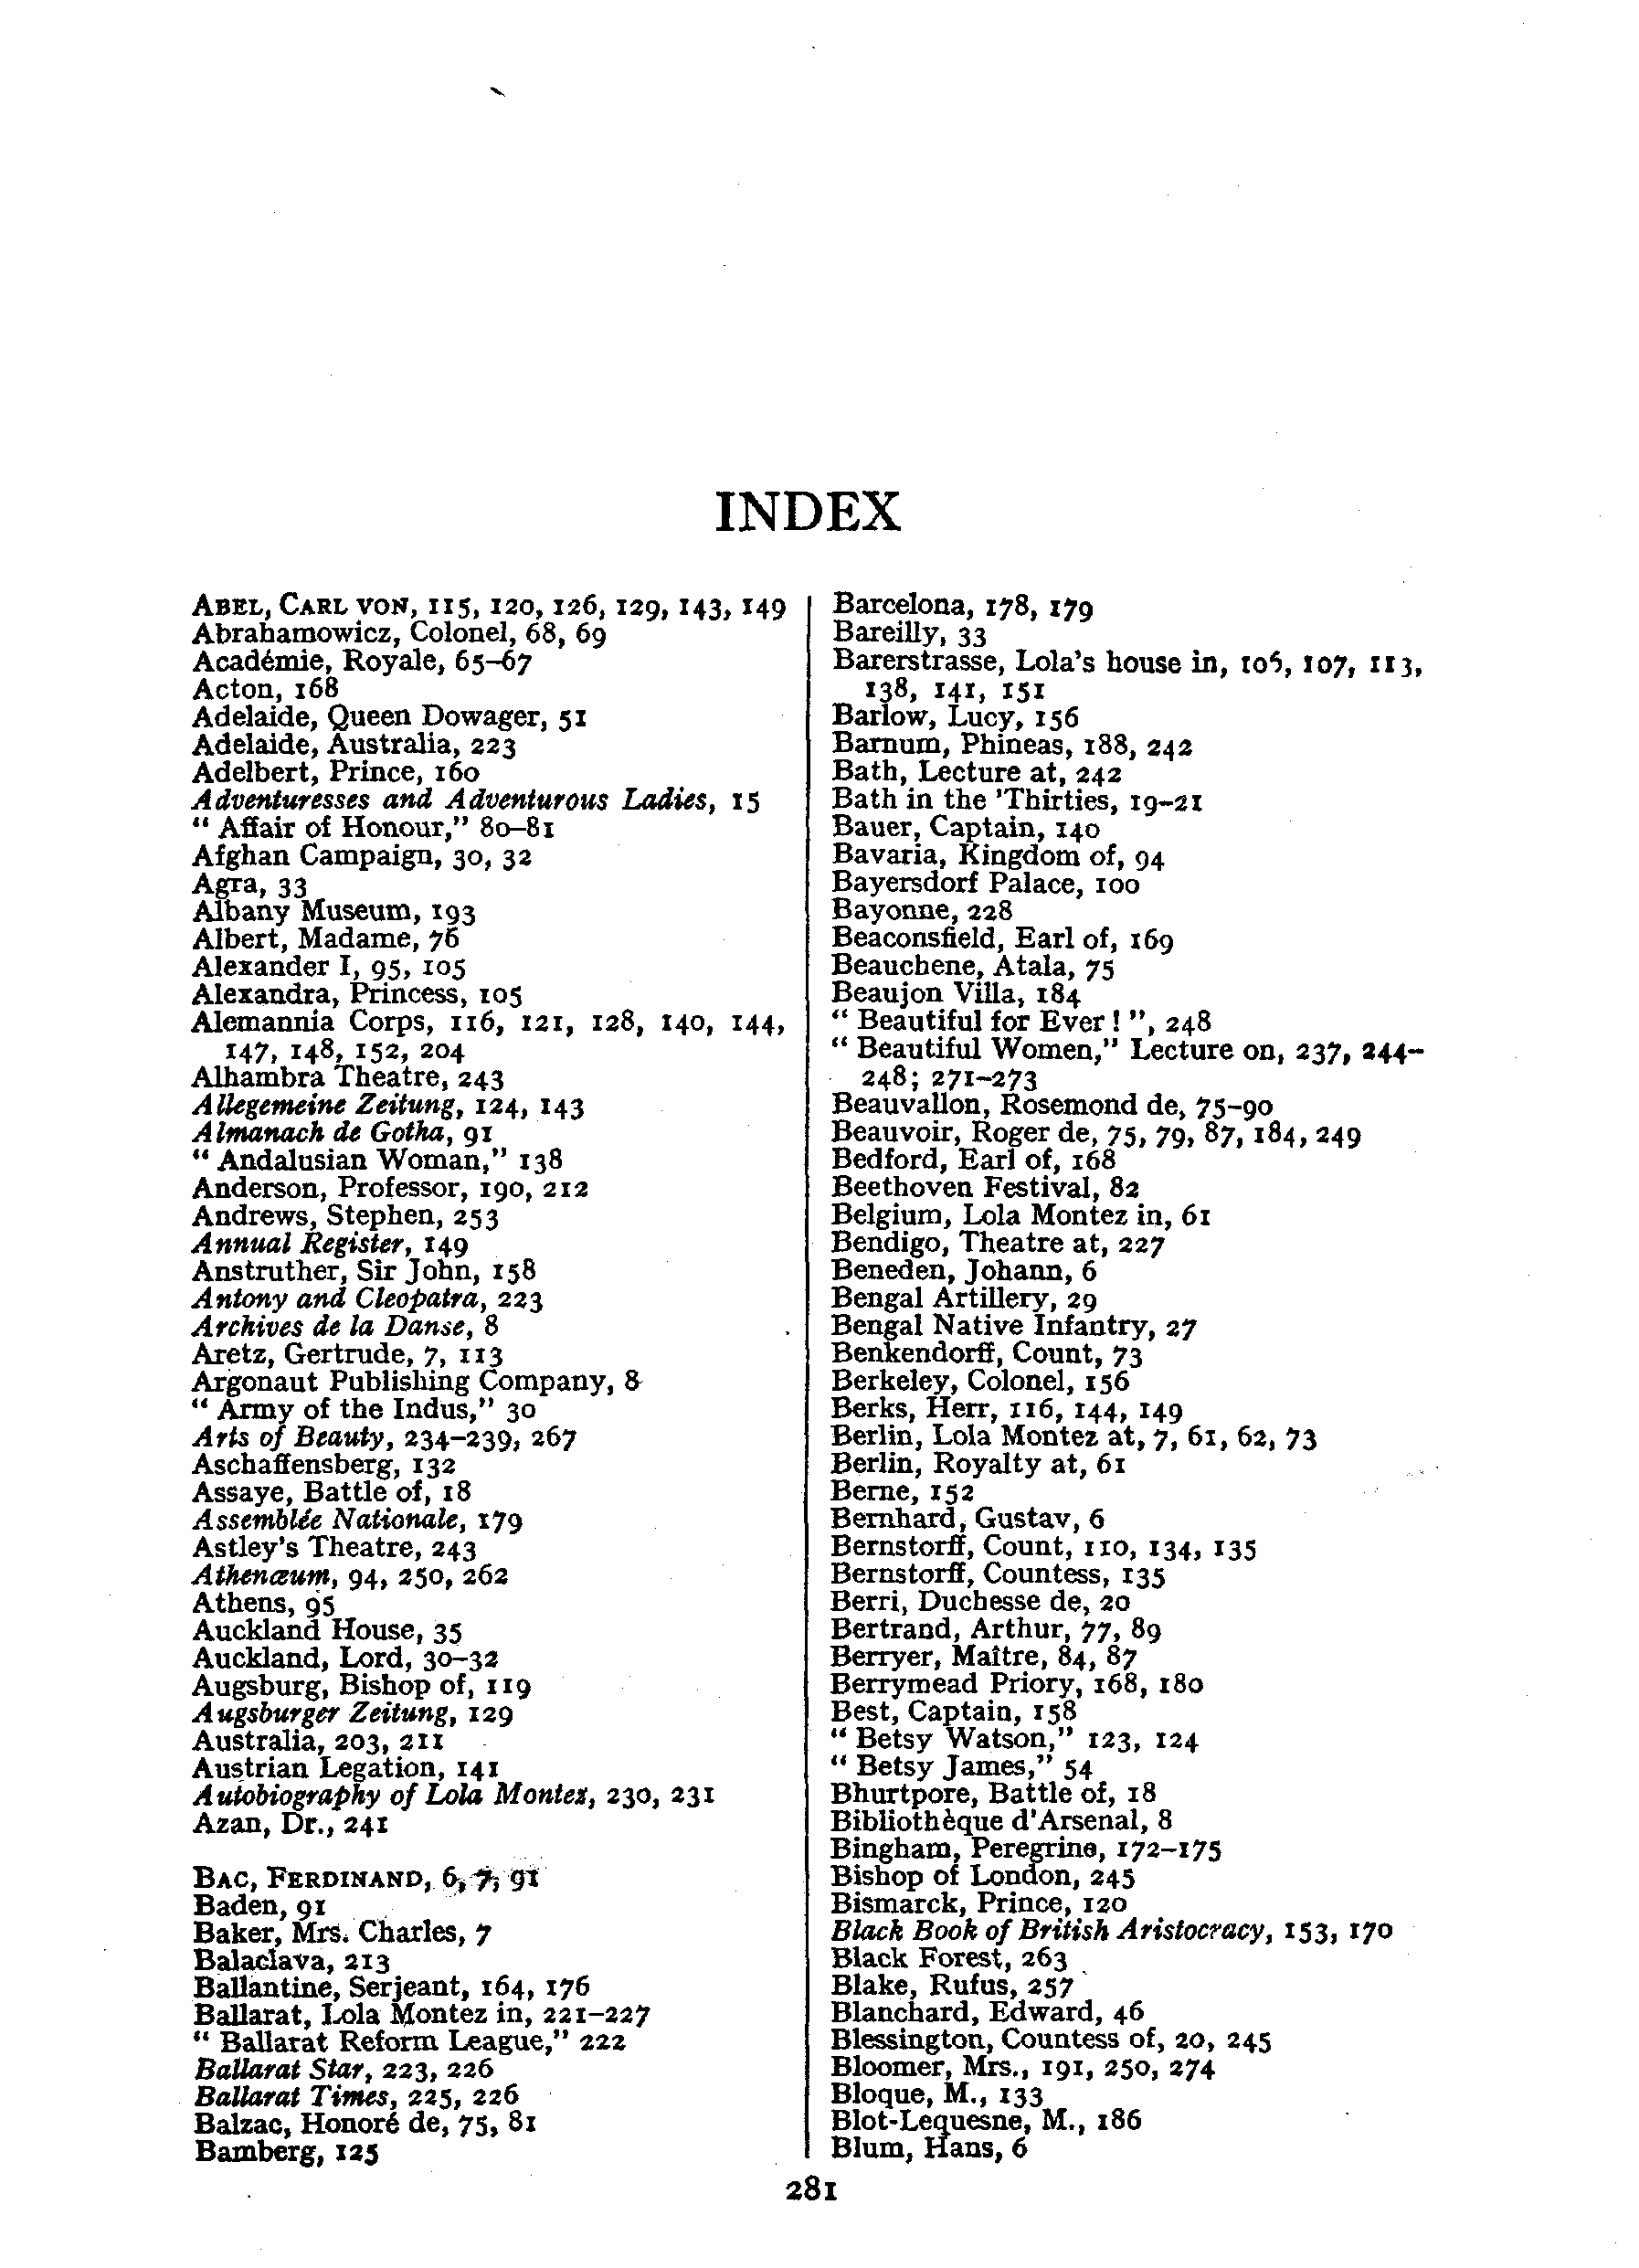 INDEX
ABEL, CARL VON, 115, 120, 126, 129, 143, 149
Abrahamowicz, Colonel, 68, 69
Académie, Royale, 65–67
Acton, 168
Adelaide, Queen Dowager, 51
Adelaide, Australia, 223
Adelbert, Prince, 160
Adventuresses and Adventurous Ladies, 15
“ Affair of Honour,” 80–81
Afghan Campaign, 30, 32
Agra, 33
Albany Museum, 193
Albert, Madame, 76
Alexander I, 95, 105
Alexandra, Princess, 105
Alemannia Corps, 116, 121, 128, 140, 144,
147, 148, 152, 204
Alhambra Theatre, 243
Allegemeine Zeitung, 124, 143
Almanach de Gotha, 91
“ Andalusian Woman,” 138
Anderson, Professor, 190, 212
Andrews, Stephen, 253
Annual Register, 149
Anstruther, Sir John, 158
Antony and Cleopatra, 223
Archives de la Danse, 8
Aretz, Gertrude, 7, 113
Argonaut Publishing Company, 8
“ Army of the Indus,” 30
Arts of Beauty, 234–239, 267
Aschaffensberg, 132
Assaye, Battle of, 18
Assemblée Nationale, 179
Astley's Theatre, 243
Athenæum, 94, 250, 262
Athens, 95
Auckland House, 35
Auckland, Lord, 30–32
Augsburg, Bishop of, 119
Augsburger Zeitung, 129
Australia, 203, 211
Austrian Legation, 141
Autobiography of Lola Montez, 230, 231
Azan, Dr., 241
BAC, FERDINAND, 6, 7, 91
Baden, 91
Baker, Mrs. Charles, 7
Balaclava, 213
Ballantine, Serjeant, 164, 176
Ballarat, Lola Montez in, 221–227
“ Ballarat Reform League,” 222
Ballarat Star, 223, 226
Ballarat Times, 225, 226
Balzac, Honoré de, 75, 81
Bamberg, 125
Barcelona, 178, 179
Bareilly, 33
Barerstrasse, Lola's house in, 106, 107, 113,
138, 141, 151
Barlow, Lucy, 156
Barnum, Phineas, 188, 242
Bath, Lecture at, 242
Bath in the 'Thirties, 19–21
Bauer, Captain, 140
Bavaria, Kingdom of, 94
Bayersdorf Palace, 100
Bayonne, 228
Beaconsfield, Earl of, 169
Beauchene, Atala, 75
Beaujon Villa, 184
“ Beautiful for Ever ! ”, 248
“ Beautiful Women,” Lecture on, 237, 244–
248; 271–273
Beauvallon, Rosemond de, 75–90
Beauvoir, Roger de, 75, 79, 87, 184, 249
Bedford, Earl of, 168
Beethoven Festival, 82
Belgium, Lola Montez in, 61
Bendigo, Theatre at, 227
Beneden, Johann, 6
Bengal Artillery, 29
Bengal Native Infantry, 27
Benkendorff, Count, 73
Berkeley, Colonel, 156
Berks, Herr, 116, 144, 149
Berlin, Lola Montez at, 7, 61, 62, 73
Berlin, Royalty at, 61
Berne, 152
Bernhard, Gustav, 6
Bernstorff, Count, 110, 134, 135
Bernstorff, Countess, 135
Berri, Duchesse de, 20
Bertrand, Arthur, 77, 89
Berryer, Maître, 84, 87
Berrymead Priory, 168, 180
Best, Captain, 158
“ Betsy Watson,” 123, 124
“ Betsy James,” 54
Bhurtpore, Battle of, 18
Bibliothèque d'Arsenal, 8
Bingham, Peregrine, 172–175
Bishop of London, 245
Bismarck, Prince, 120
Black Book of British Aristocracy, 153, 170
Black Forest, 263
Blake, Rufus, 257
Blanchard, Edward, 46
Blessington, Countess of, 20, 245
Bloomer, Mrs., 191, 250, 274
Bloque, M., 133
Blot-Lequesne, M., 186
Blum, Hans, 6
281